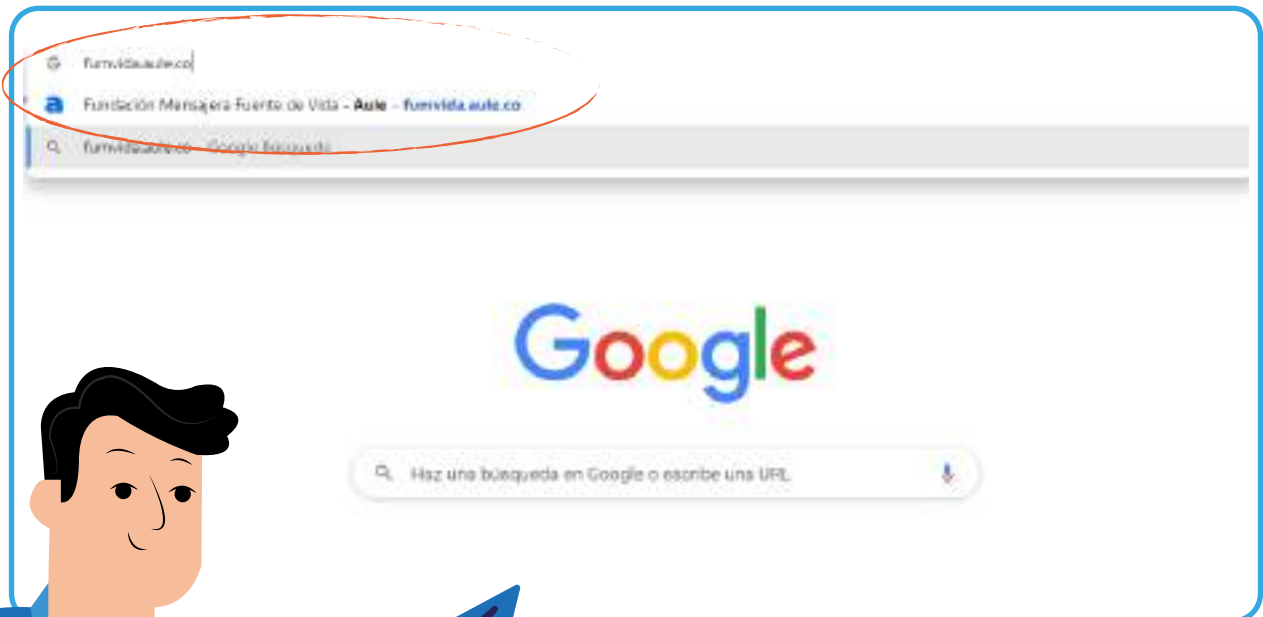 fumvida.aule.co
Fundación Mensajera Fuente de Vida - Aule - fumvida.aule.co
fumvida.aule.co - Google Búsqueda
Google
Haz una búsqueda en Google o escribe una URL